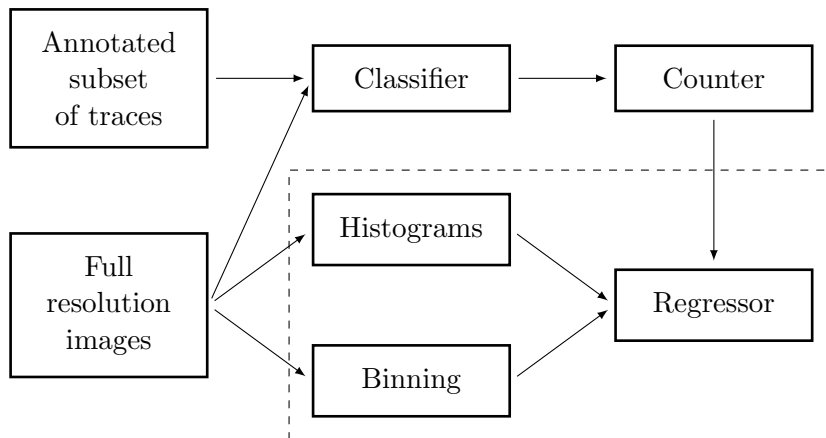 Annotated
subset
of traces
Classifier
Counter
Histograms
Full
resolution
images
Regressor
Binning